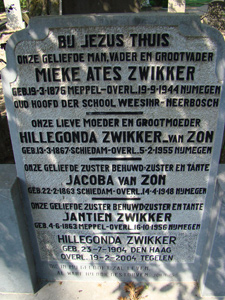 BIJ JEZUS THUIS
ONZE GELIEFDE MAN, VADER EN GROOTVADER
MIEKE ATES ZWIKKER
GEB. 19-3-1876 MEPPEL-OVERL. 19-9-1944 NIJMEGEN
OUD HOOFD DER SCHOOL WEESINR-NEERBOSCH
ONZE LIEVE MOEDER EN GROOTMOEDER
HILLEGONDA ZWIKKER-VAN ZON
GEB. 13-3-1867 SCHIEDAM-OVERL. 5-2-1955 NIJMEGEN
ONZE GELIEFDE ZUSTER BEHUWDZUSTER EN TANTE
JACOBA VAN ZON
GEB. 22-2-1863 SCHIEDAM-OVERL. 14-4-1948 NIJMEGEN
ONZE GELIEFDE ZUSTER BEHUWDZUSTER EN TANTE
JANTIEN ZWIKKER
GEB. 4-6-1863 MEPPEL-OVERL. 16-10-1956 NIJMEGEN
HILLEGONDA ZWIKKER
GEB. 23-7-1904 DEN HAAG
OVERL. 19-2-2004 TEGELEN